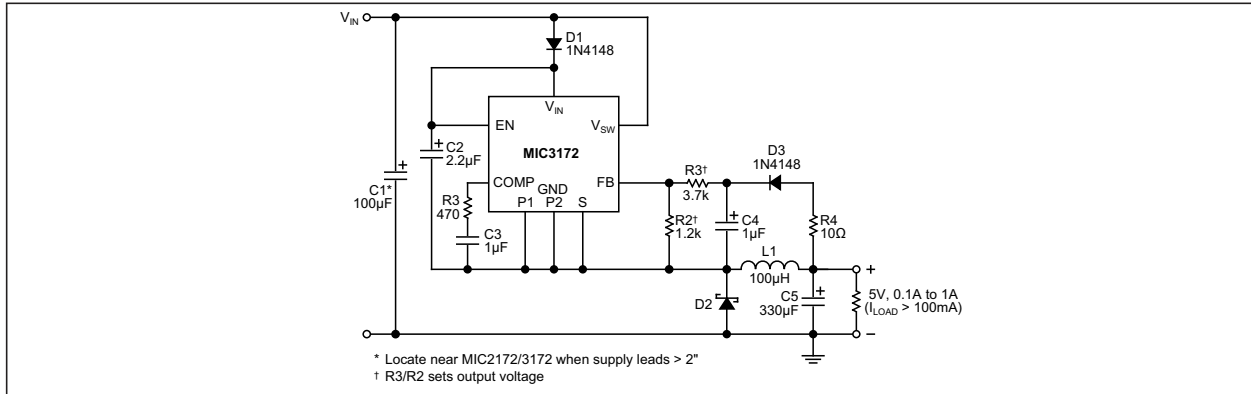 V_IN
D1
1N4148
V_IN
EN
V_SW
C2
2.2µF
MIC3172
D3
1N4148
C1*
100µF
COMP
GND
FB
R3†
3.7k
R3
470
P1
P2
S
R2†
1.2k
C4
1µF
R4
10Ω
C3
1µF
L1
100µH
+
D2
C5
330µF
5V, 0.1A to 1A
(I_LOAD > 100mA)
–
* Locate near MIC2172/3172 when supply leads > 2"
† R3/R2 sets output voltage